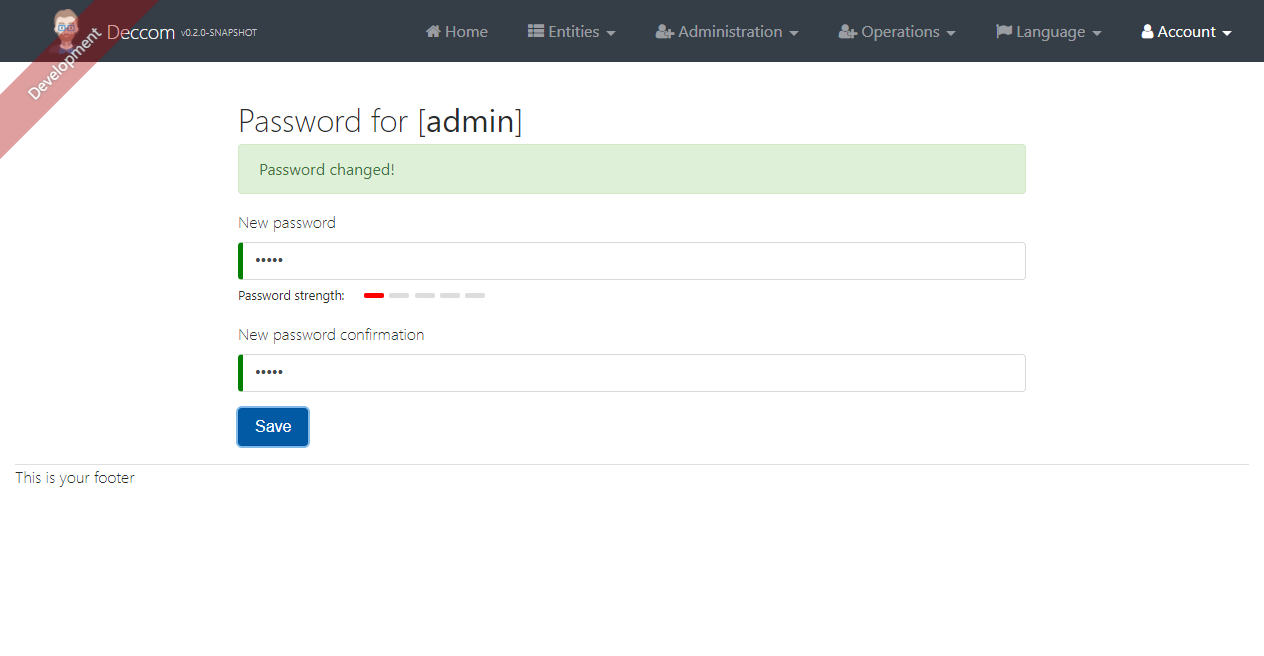 Deccom v0.2.0-SNAPSHOT Home Entities Administration Operations Language Account
Development
Password for [admin]
Password changed!
New password
•••••
Password strength:
New password confirmation
•••••
Save
This is your footer